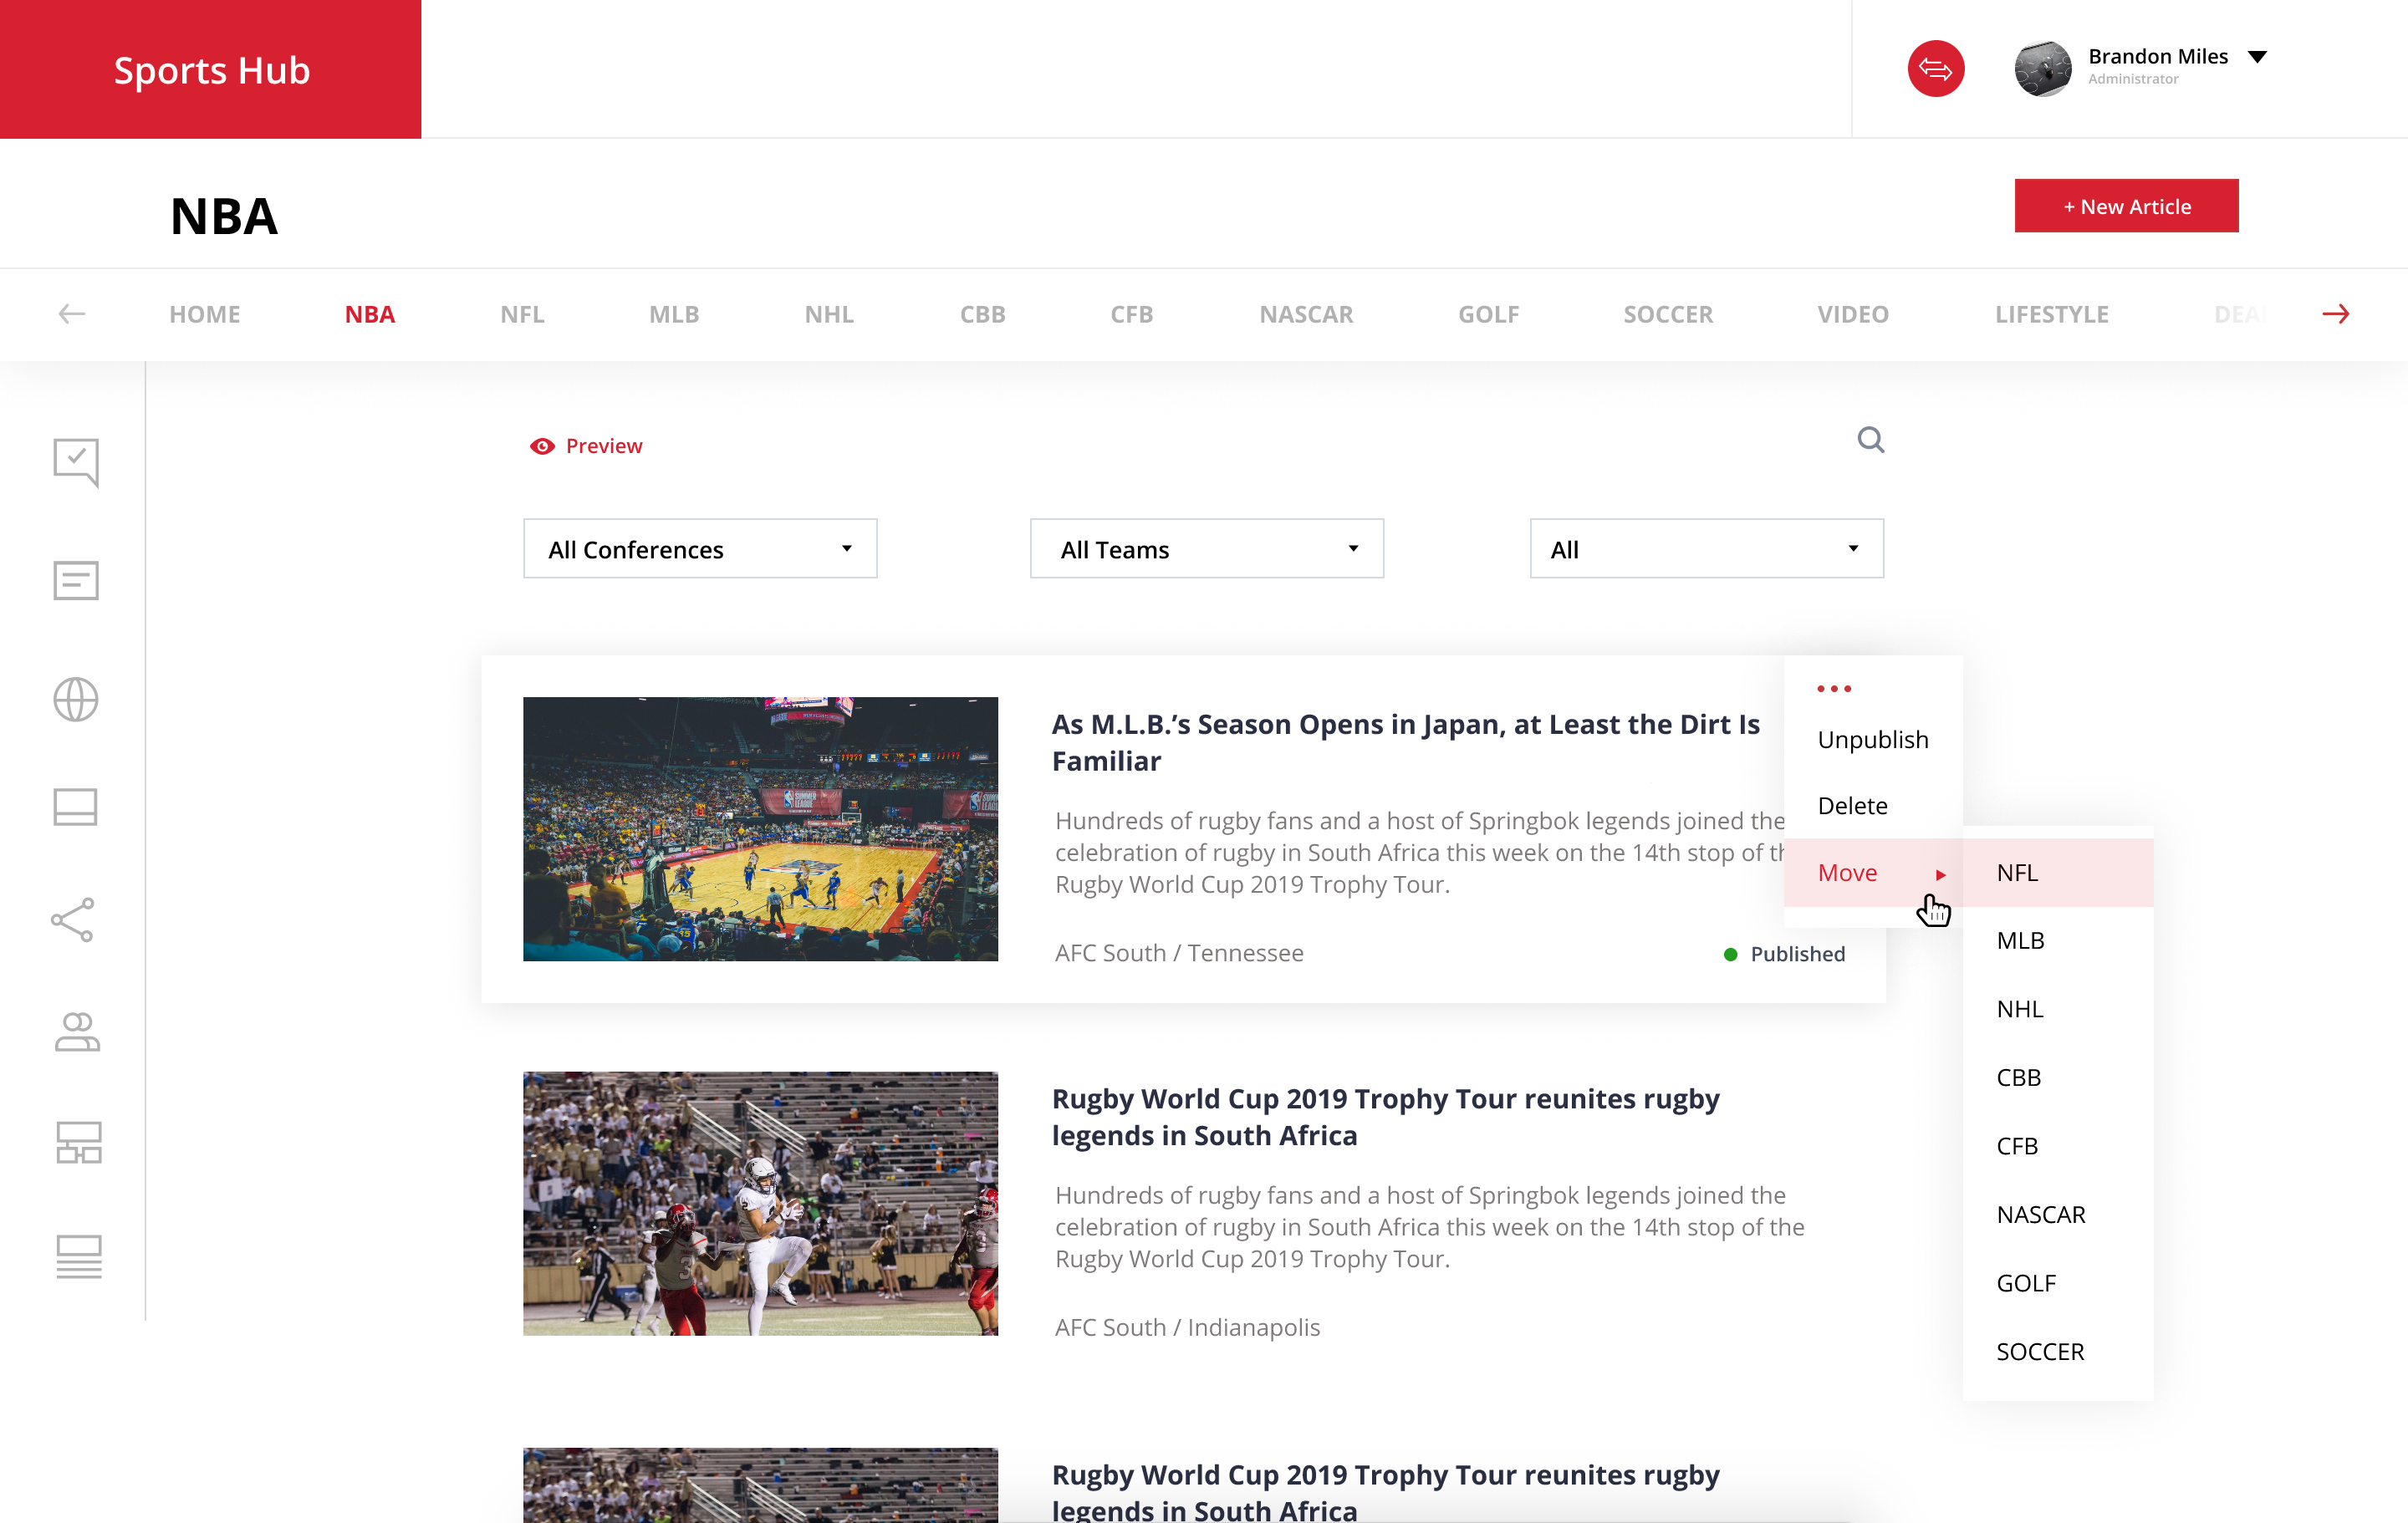 Sports Hub
Brandon Miles
Administrator
NBA
+ New Article
HOME NBA NFL MLB NHL CBB CFB NASCAR GOLF SOCCER VIDEO LIFESTYLE DEA
Preview
All Conferences
All Teams
All
As M.L.B.’s Season Opens in Japan, at Least the Dirt Is
Familiar
Hundreds of rugby fans and a host of Springbok legends joined the
celebration of rugby in South Africa this week on the 14th stop of th
Rugby World Cup 2019 Trophy Tour.
AFC South / Tennessee
Published
Unpublish
Delete
Move
NFL
MLB
NHL
CBB
CFB
NASCAR
GOLF
SOCCER
Rugby World Cup 2019 Trophy Tour reunites rugby
legends in South Africa
Hundreds of rugby fans and a host of Springbok legends joined the
celebration of rugby in South Africa this week on the 14th stop of the
Rugby World Cup 2019 Trophy Tour.
AFC South / Indianapolis
Rugby World Cup 2019 Trophy Tour reunites rugby
legends in South Africa